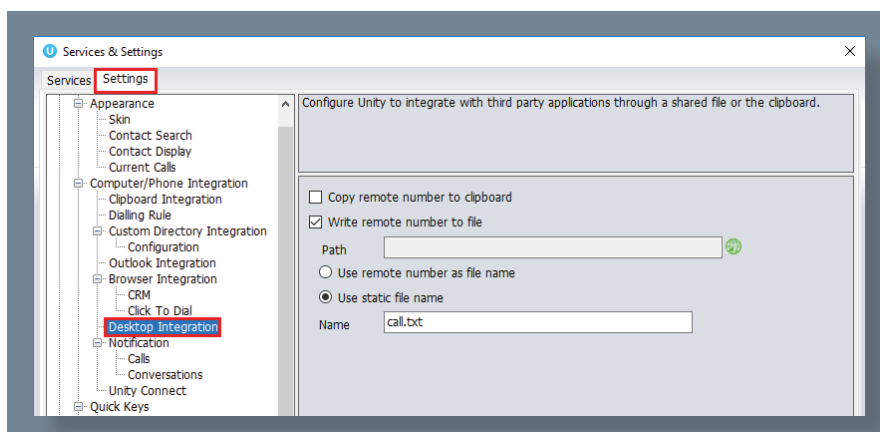 Services & Settings
Services Settings
Appearance
Skin
Contact Search
Contact Display
Current Calls
Computer/Phone Integration
Clipboard Integration
Dialling Rule
Custom Directory Integration
Configuration
Outlook Integration
Browser Integration
CRM
Click To Dial
Desktop Integration
Notification
Calls
Conversations
Unity Connect
Quick Keys
Configure Unity to integrate with third party applications through a shared file or the clipboard.
Copy remote number to clipboard
Write remote number to file
Path
Use remote number as file name
Use static file name
Name call.txt